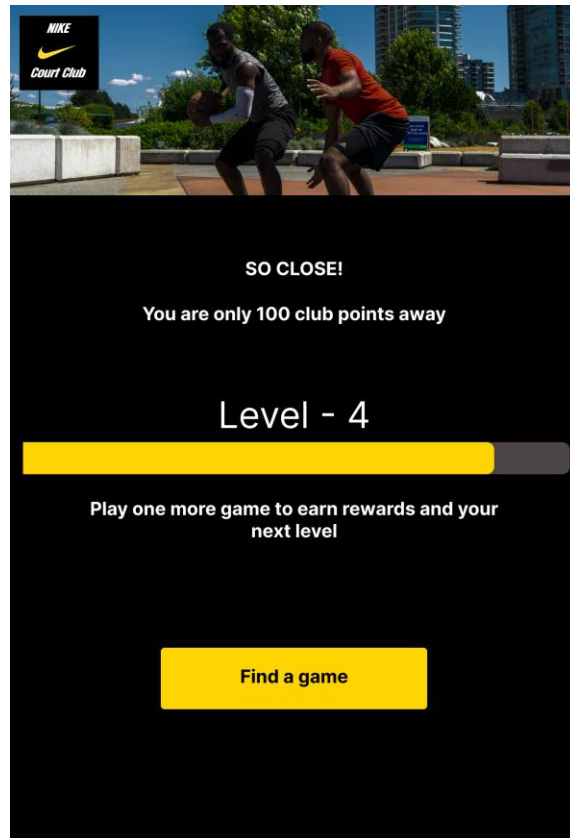 NIKE
Court Club
SO CLOSE!
You are only 100 club points away
Level - 4
Play one more game to earn rewards and your
next level
Find a game